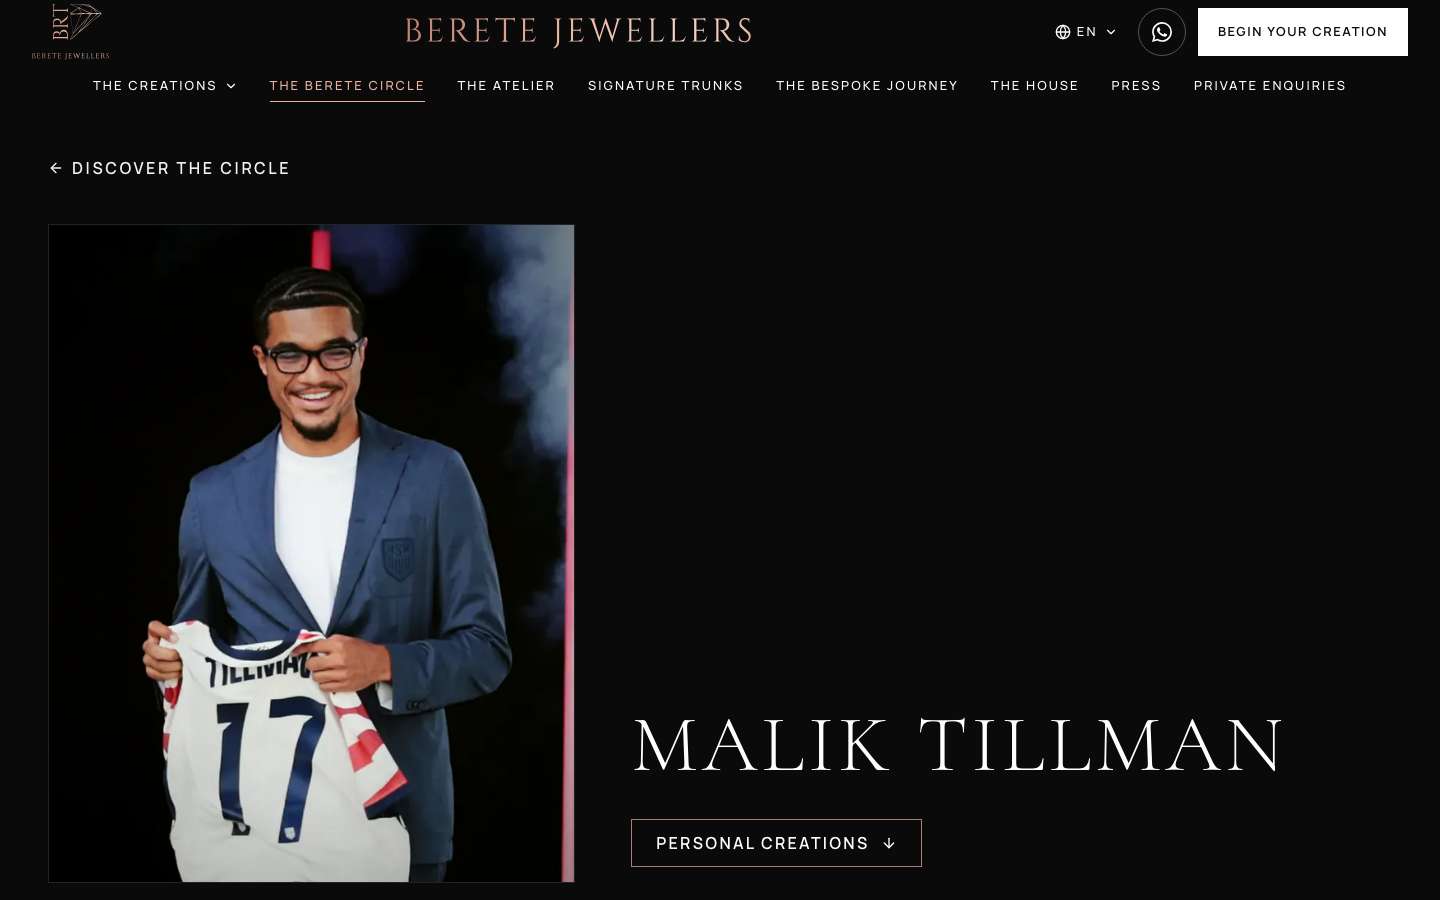 BRT
BERETE JEWELLERS
BERETE JEWELLERS
EN
BEGIN YOUR CREATION
THE CREATIONS
THE BERETE CIRCLE
THE ATELIER
SIGNATURE TRUNKS
THE BESPOKE JOURNEY
THE HOUSE
PRESS
PRIVATE ENQUIRIES
← DISCOVER THE CIRCLE
TILLMAN
17
MALIK TILLMAN
PERSONAL CREATIONS ↓